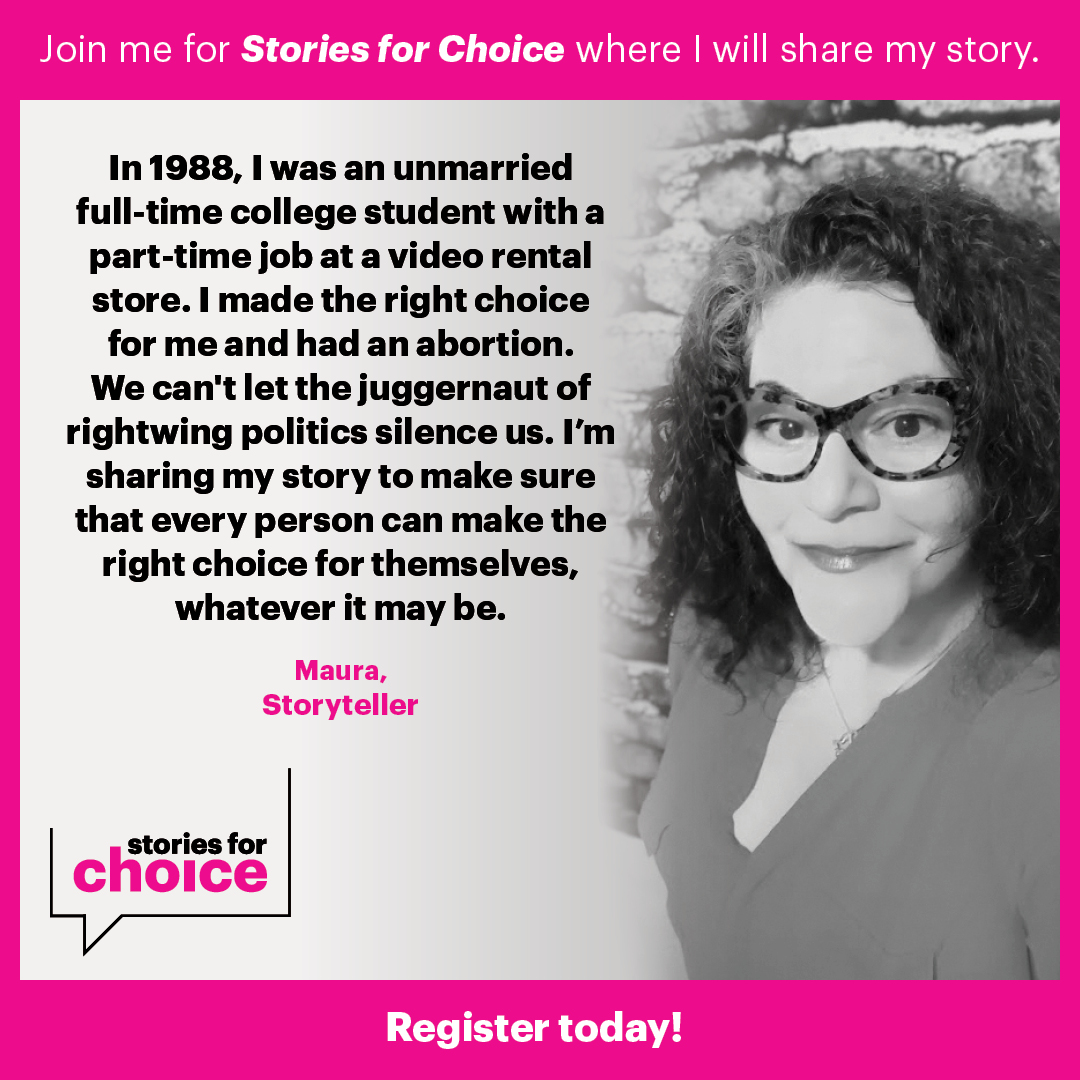 Join me for Stories for Choice where I will share my story.
In 1988, I was an unmarried
full-time college student with a
part-time job at a video rental
store. I made the right choice
for me and had an abortion.
We can't let the juggernaut of
rightwing politics silence us. I’m
sharing my story to make sure
that every person can make the
right choice for themselves,
whatever it may be.
Maura,
Storyteller
stories for
choice
Register today!